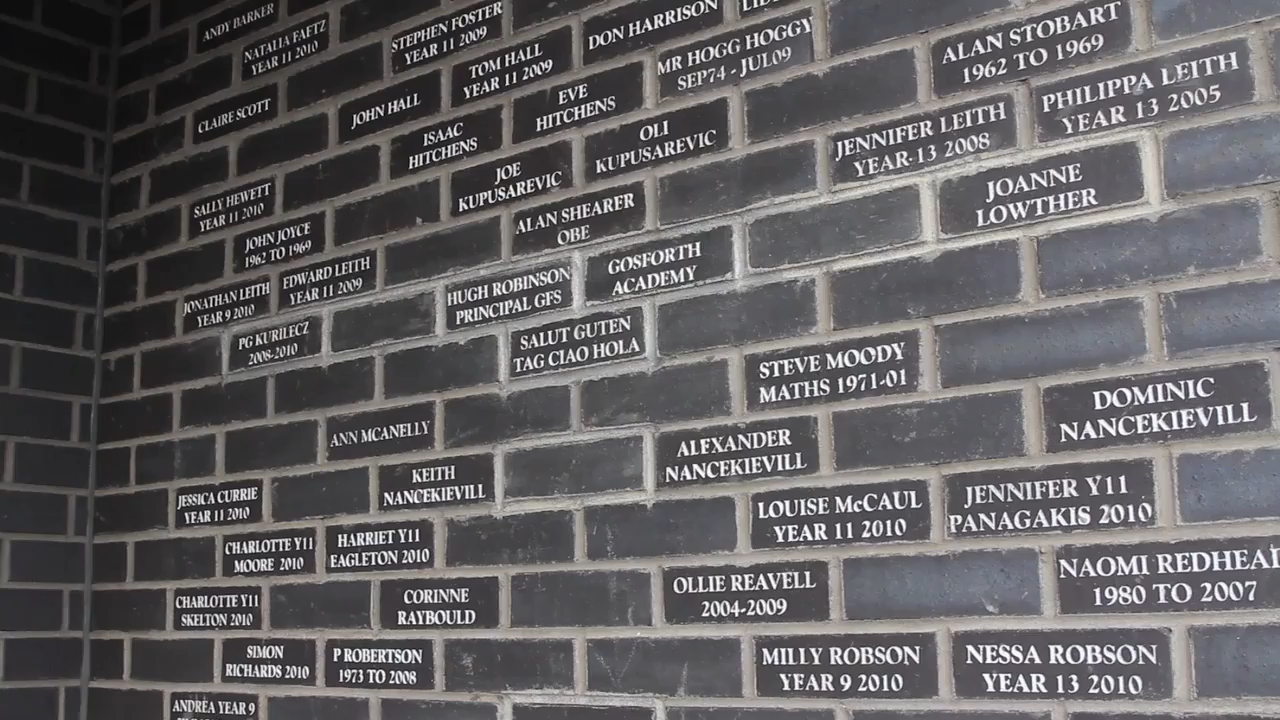 ANDY BARKER
NATALIA FAETZ
YEAR 11 2010
STEPHEN FOSTER
YEAR 11 2009
DON HARRISON
CLAIRE SCOTT
JOHN HALL
TOM HALL
YEAR 11 2009
MR HOGG HOGGY
SEP74 - JUL09
ALAN STOBART
1962 TO 1969
ISAAC
HITCHENS
EVE
HITCHENS
PHILIPPA LEITH
YEAR 13 2005
SALLY HEWETT
YEAR 11 2010
JOE
KUPUSAREVIC
OLI
KUPUSAREVIC
JENNIFER LEITH
YEAR-13 2008
JOHN JOYCE
1962 TO 1969
ALAN SHEARER
OBE
JOANNE
LOWTHER
JONATHAN LEITH
YEAR 9 2010
EDWARD LEITH
YEAR 11 2009
HUGH ROBINSON
PRINCIPAL GFS
GOSFORTH
ACADEMY
PG KURILECZ
2008-2010
SALUT GUTEN
TAG CIAO HOLA
STEVE MOODY
MATHS 1971-01
DOMINIC
NANCEKIEVILL
ANN MCANELLY
ALEXANDER
NANCEKIEVILL
JESSICA CURRIE
YEAR 11 2010
KEITH
NANCEKIEVILL
LOUISE McCAUL
YEAR 11 2010
JENNIFER Y11
PANAGAKIS 2010
CHARLOTTE Y11
MOORE 2010
HARRIET Y11
EAGLETON 2010
NAOMI REDHEAD
1980 TO 2007
CHARLOTTE Y11
SKELTON 2010
CORINNE
RAYBOULD
OLLIE REAVELL
2004-2009
SIMON
RICHARDS 2010
P ROBERTSON
1973 TO 2008
MILLY ROBSON
YEAR 9 2010
NESSA ROBSON
YEAR 13 2010
ANDREA YEAR 9